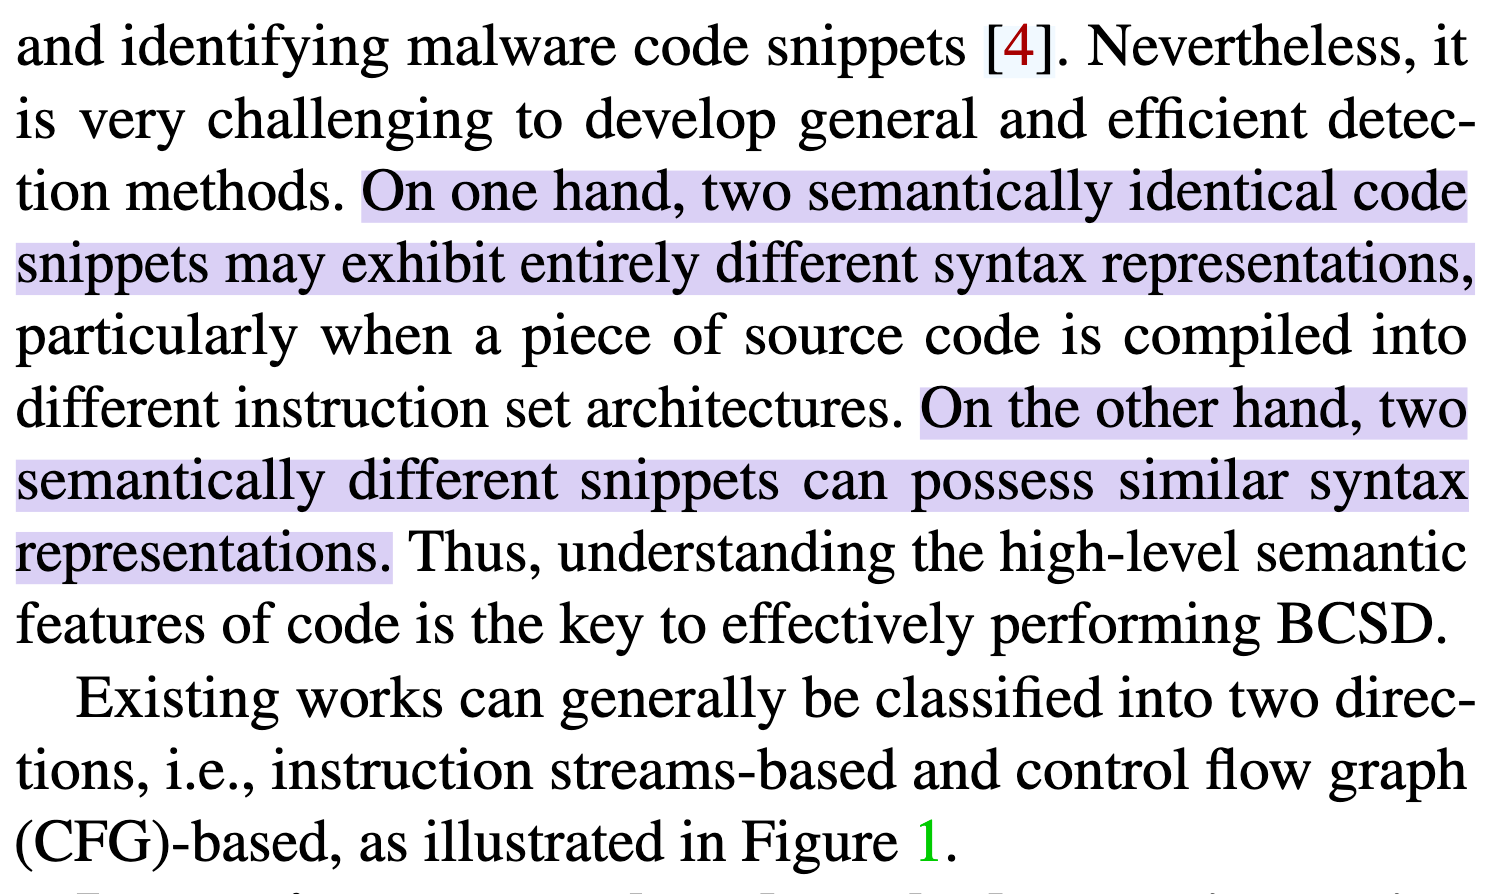 and identifying malware code snippets [4]. Nevertheless, it
is very challenging to develop general and efficient detec-
tion methods. On one hand, two semantically identical code
snippets may exhibit entirely different syntax representations,
particularly when a piece of source code is compiled into
different instruction set architectures. On the other hand, two
semantically different snippets can possess similar syntax
representations. Thus, understanding the high-level semantic
features of code is the key to effectively performing BCSD.
Existing works can generally be classified into two direc-
tions, i.e., instruction streams-based and control flow graph
(CFG)-based, as illustrated in Figure 1.